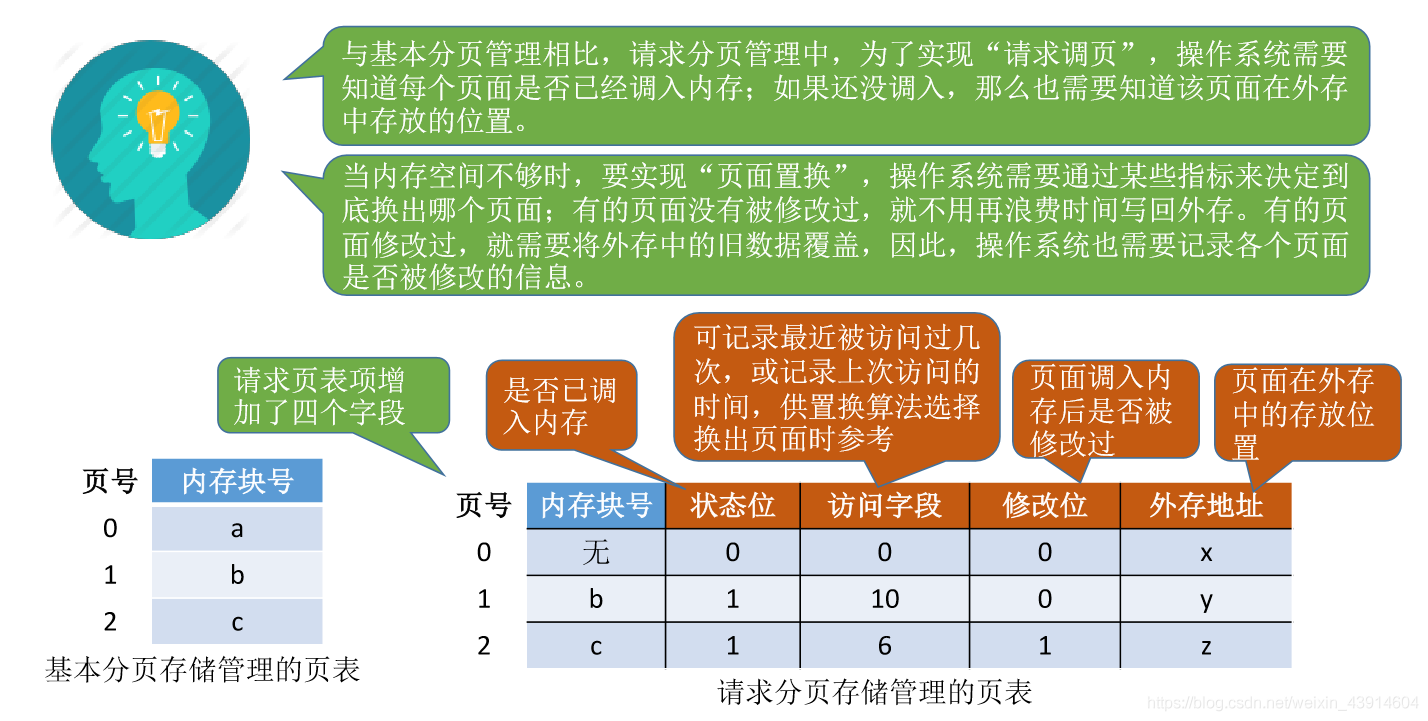 与基本分页管理相比，请求分页管理中，为了实现“请求调页”，操作系统需要
知道每个页面是否已经调入内存；如果还没调入，那么也需要知道该页面在外存
中存放的位置。
当内存空间不够时，要实现“页面置换”，操作系统需要通过某些指标来决定到
底换出哪个页面；有的页面没有被修改过，就不用再浪费时间写回外存。有的页
面修改过，就需要将外存中的旧数据覆盖，因此，操作系统也需要记录各个页面
是否被修改的信息。
请求页表项增
加了四个字段
是否已调
入内存
可记录最近被访问过几
次，或记录上次访问的
时间，供置换算法选择
换出页面时参考
页面调入内
存后是否被
修改过
页面在外存
中的存放位
置
页号 内存块号
0 a
1 b
2 c
基本分页存储管理的页表
页号 内存块号 状态位 访问字段 修改位 外存地址
0 无 0 0 0 x
1 b 1 10 0 y
2 c 1 6 1 z
请求分页存储管理的页表
https://blog.csdn.net/weixin_43914604